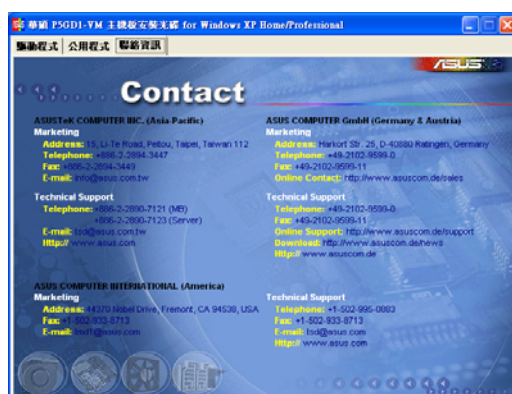 華碩 P5GD1-VM 主機板安裝光碟 for Windows XP Home/Professional
驅動程式 公用程式 聯絡資訊
ASUS
Contact
ASUSTeK COMPUTER INC. (Asia-Pacific)
Marketing
Address: 15, Li-Te Road, Peitou, Taipei, Taiwan 112
Telephone: +886-2-2894-3447
Fax: +886-2-2894-3449
E-mail: info@asus.com.tw
Technical Support
Telephone: +886-2-2890-7121 (MB)
+886-2-2890-7123 (Server)
E-mail: tsd@asus.com.tw
Http:// www.asus.com
ASUS COMPUTER GmbH (Germany & Austria)
Marketing
Address: Harkort Str. 25, D-40880 Ratingen, Germany
Telephone: +49-2102-9599-0
Fax: +49-2102-9599-11
Online Contact: http://www.asuscom.de/sales
Technical Support
Telephone: +49-2102-9599-0
Fax: +49-2102-9599-11
Online Support: http://www.asuscom.de/support
Download: http://www.asuscom.de/news
Http:// www.asuscom.de
ASUS COMPUTER INTERNATIONAL (America)
Marketing
Address: 44370 Nobel Drive, Fremont, CA 94538, USA
Fax: +1-502-933-8713
E-mail: tmd1@asus.com
Technical Support
Telephone: +1-502-995-0883
Fax: +1-502-933-8713
E-mail: tsd@asus.com
Http:// www.asus.com